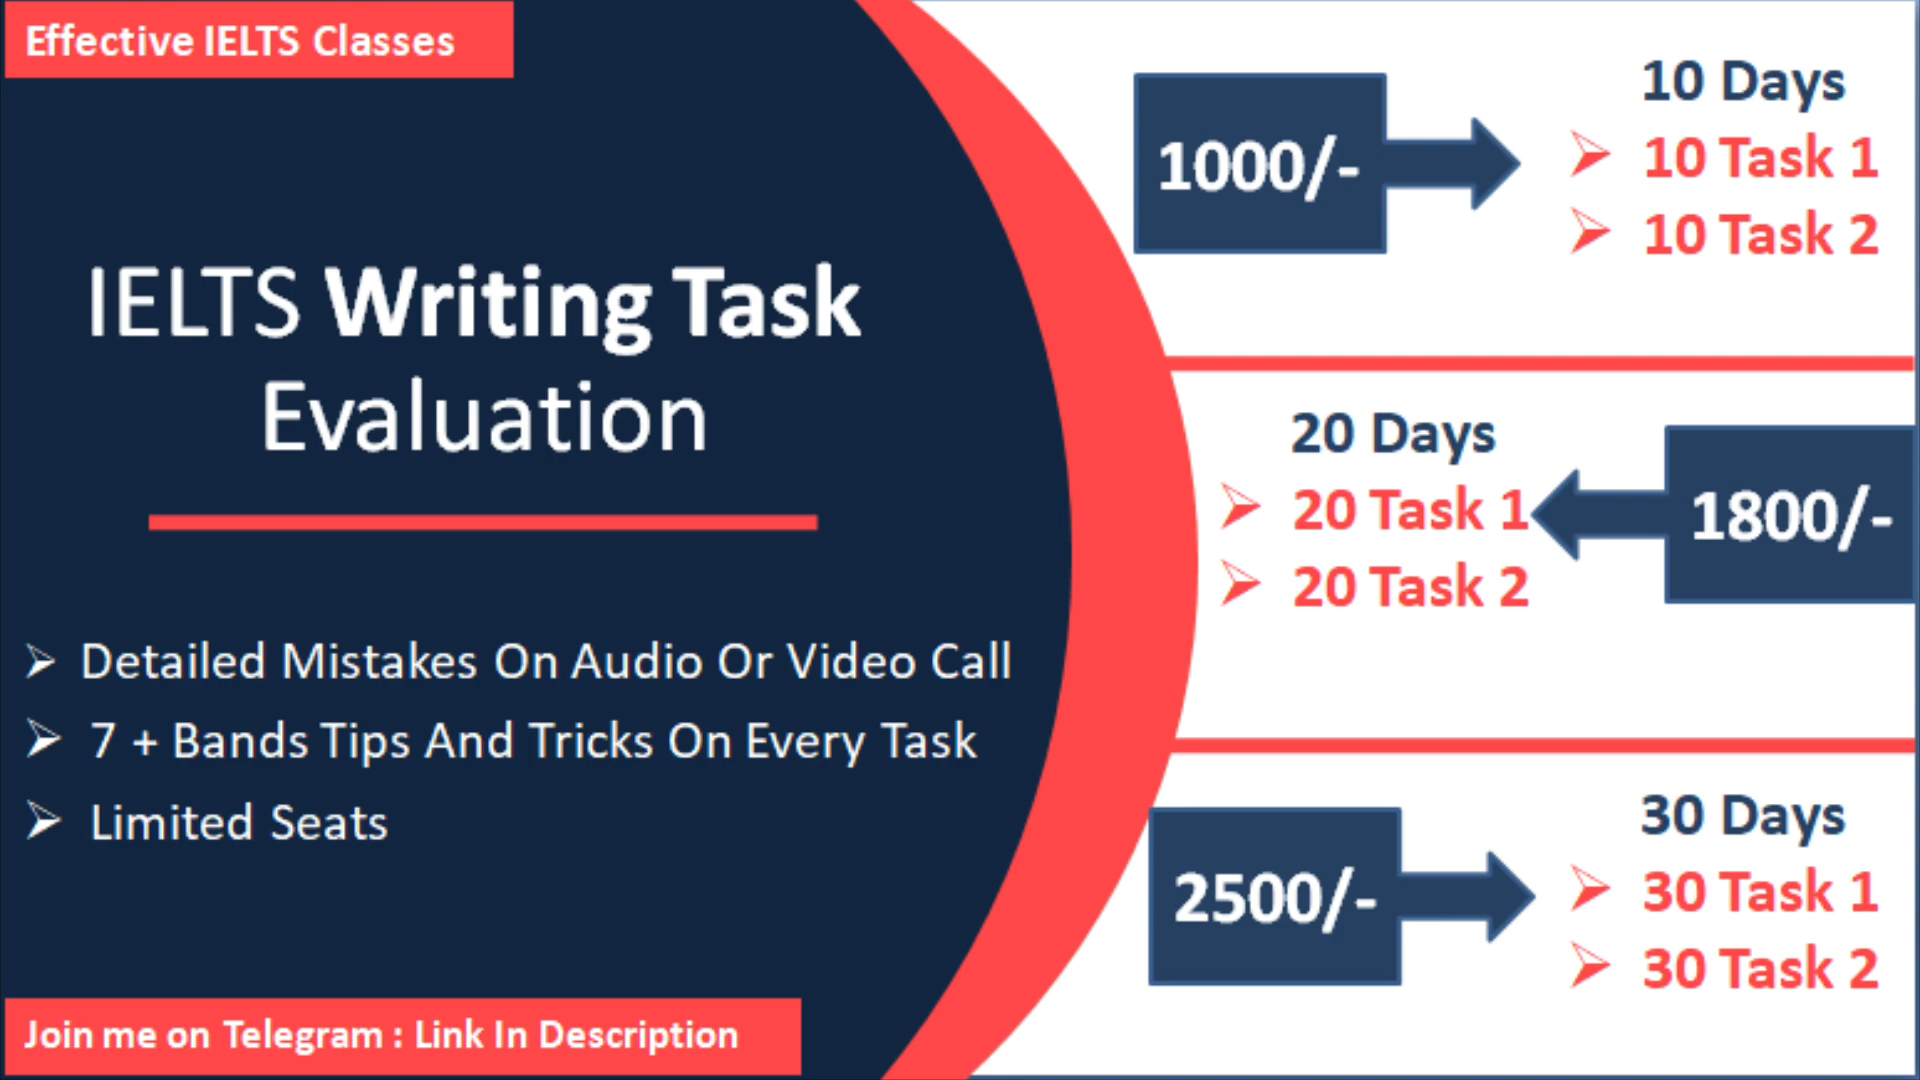 Effective IELTS Classes
IELTS Writing Task
Evaluation
Detailed Mistakes On Audio Or Video Call
7 + Bands Tips And Tricks On Every Task
Limited Seats
Join me on Telegram : Link In Description
1000/-
10 Days
10 Task 1
10 Task 2
20 Days
20 Task 1
20 Task 2
1800/-
2500/-
30 Days
30 Task 1
30 Task 2